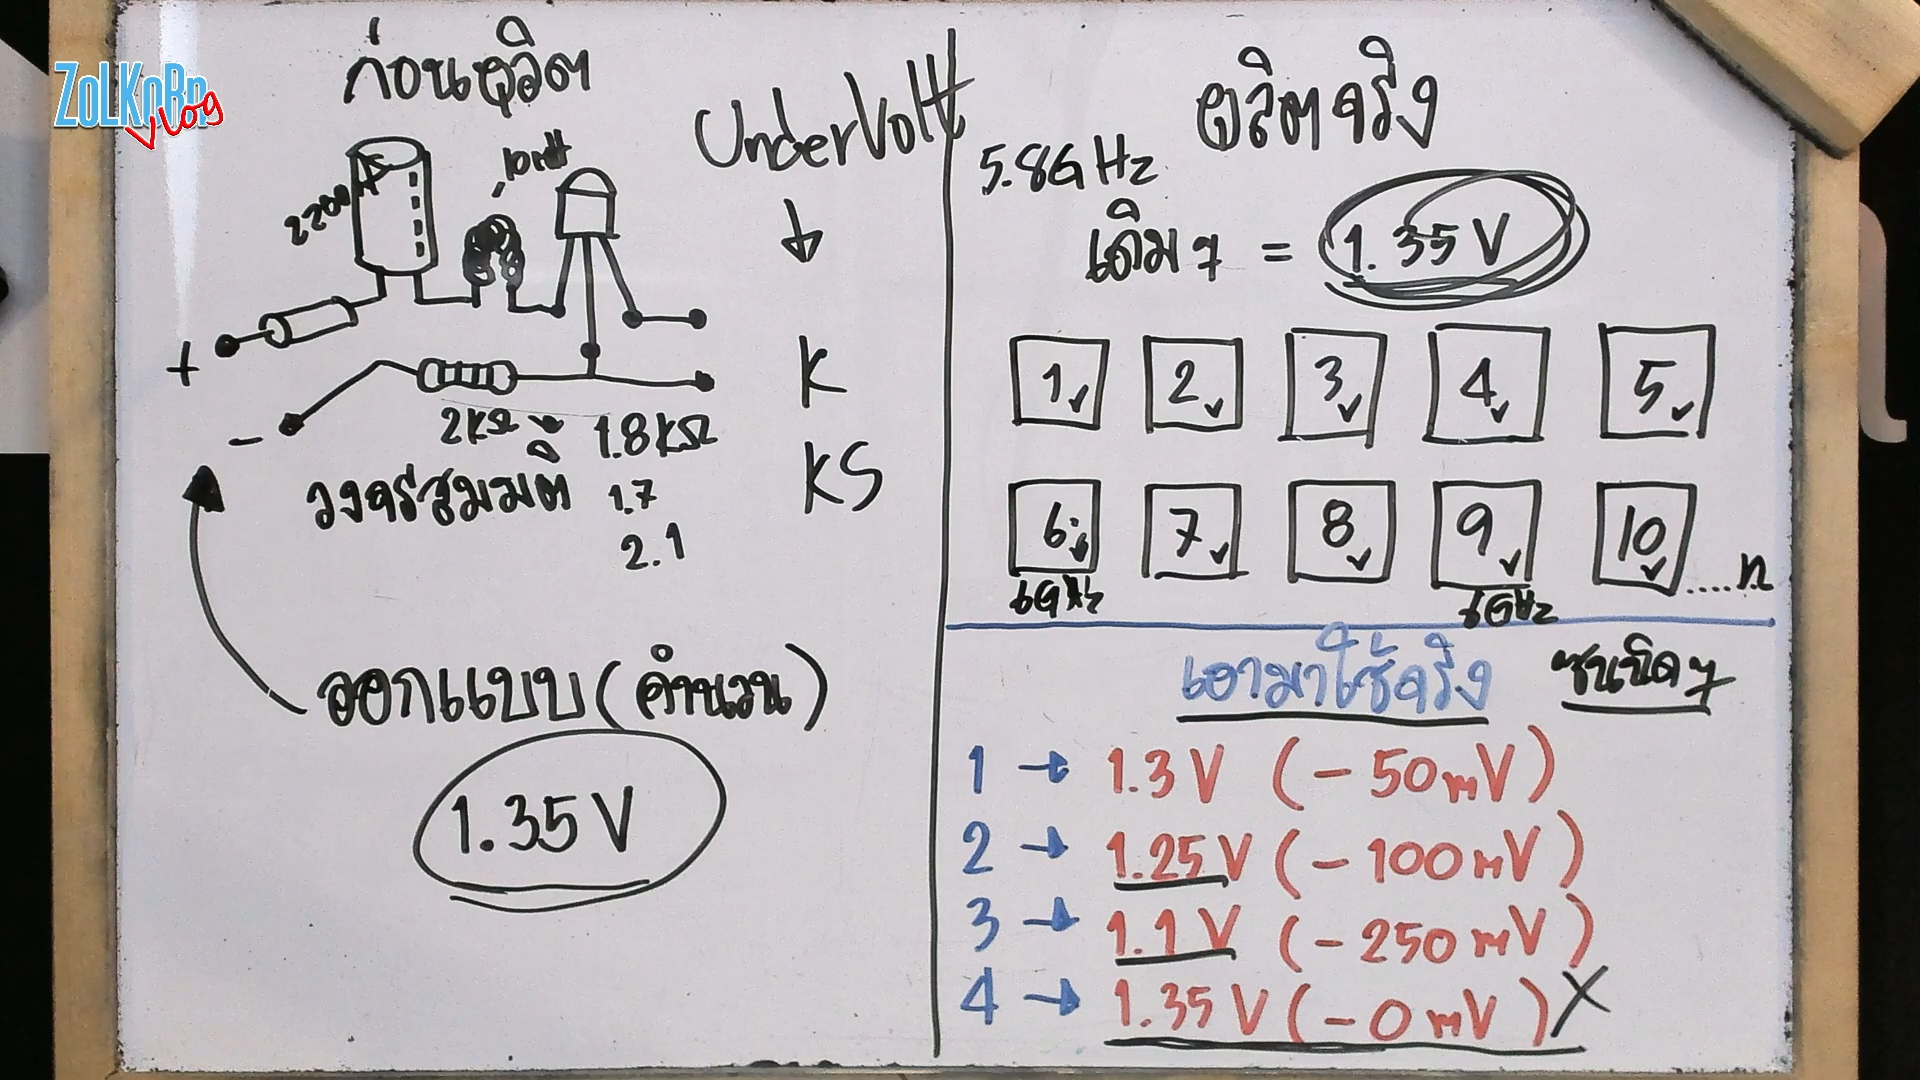 ZoLKoRn
Vlog
ก่อนผลิต
UnderVolt
2200
2KΩ
1.8KΩ
1.7
2.1
วงจรสมมติ
K
KS
ออกแบบ (คำนวน)
1.35V
ผลิตจริง
5.8GHz
เดิมๆ = 1.35V
1 2 3 4 5
6 7 8 9 10 ....n
6GHz 6GHz
เอามาใช้จริง
ซนนิดๆ
1 → 1.3V (-50mV)
2 → 1.25V (-100mV)
3 → 1.1V (-250mV)
4 → 1.35V (-0mV) X